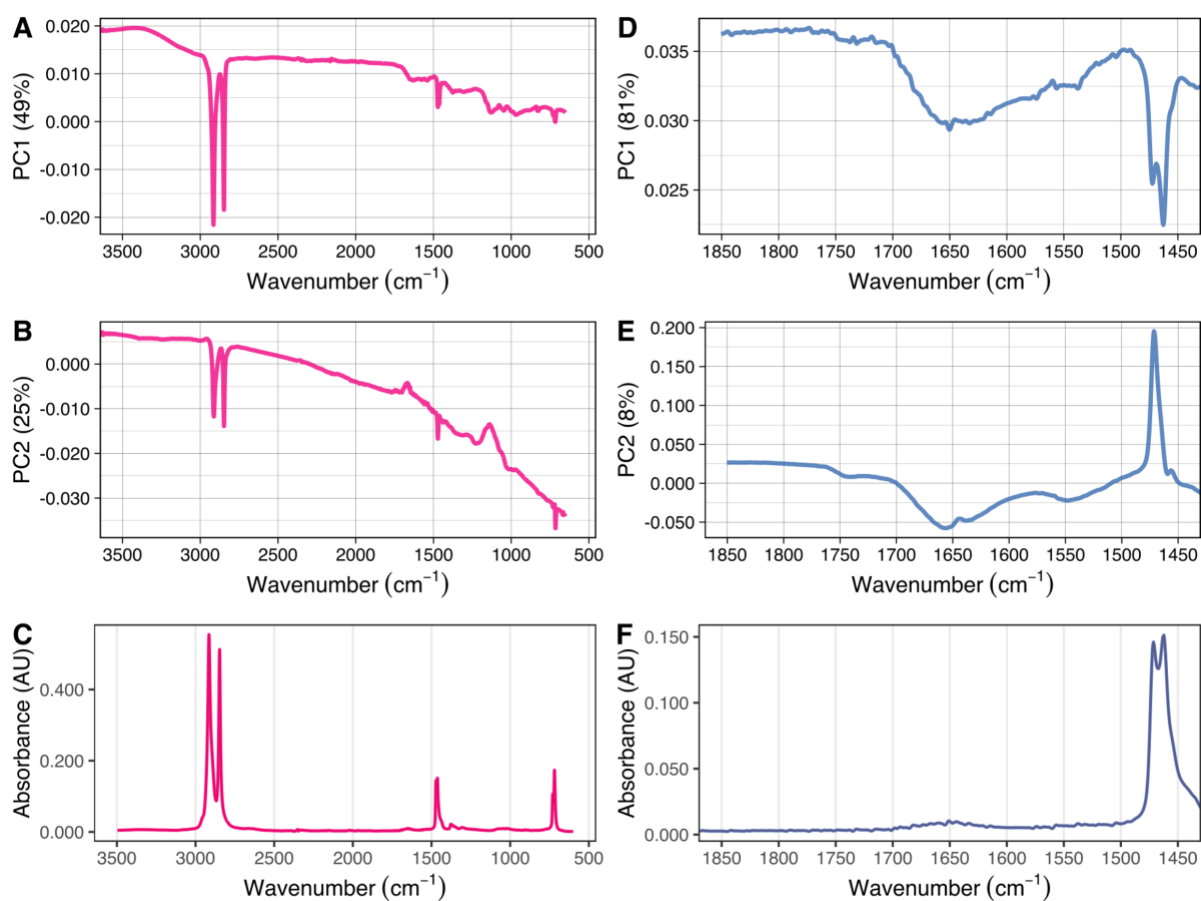 A
PC1 (49%)
0.020
0.010
0.000
-0.010
-0.020
3500 3000 2500 2000 1500 1000 500
Wavenumber (cm⁻¹)
D
PC1 (81%)
0.035
0.030
0.025
1850 1800 1750 1700 1650 1600 1550 1500 1450
Wavenumber (cm⁻¹)
B
PC2 (25%)
0.000
-0.010
-0.020
-0.030
3500 3000 2500 2000 1500 1000 500
Wavenumber (cm⁻¹)
E
PC2 (8%)
0.200
0.150
0.100
0.050
0.000
-0.050
1850 1800 1750 1700 1650 1600 1550 1500 1450
Wavenumber (cm⁻¹)
C
Absorbance (AU)
0.400
0.200
0.000
3500 3000 2500 2000 1500 1000 500
Wavenumber (cm⁻¹)
F
Absorbance (AU)
0.150
0.100
0.050
0.000
1850 1800 1750 1700 1650 1600 1550 1500 1450
Wavenumber (cm⁻¹)